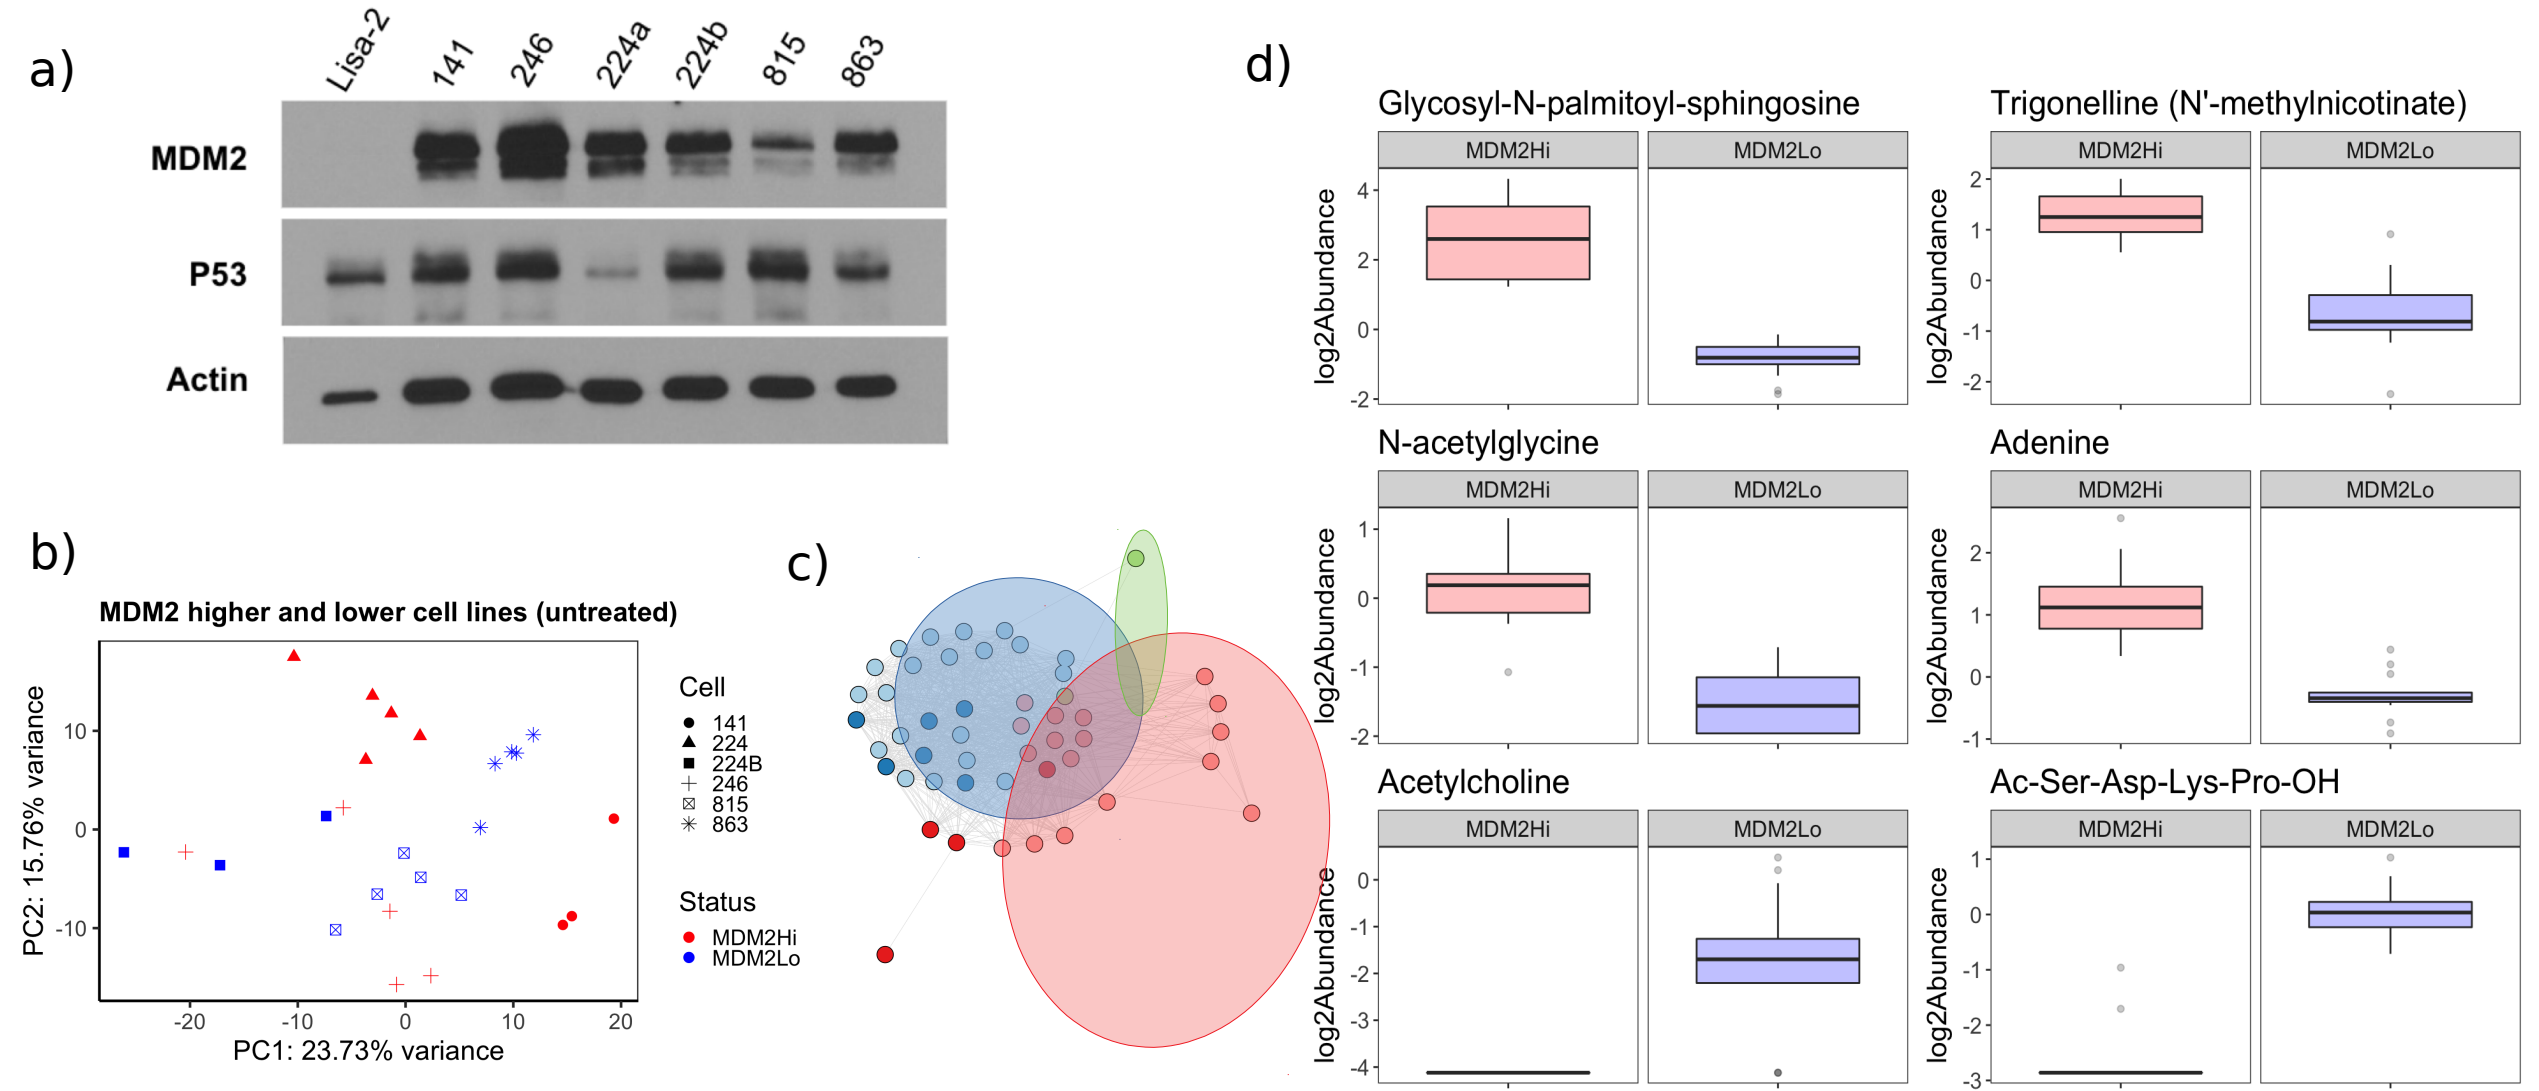 a)
Lisa-2 141 246 224a 224b 815 863
MDM2
P53
Actin
b)
MDM2 higher and lower cell lines (untreated)
PC2: 15.76% variance
10
0
-10
-20 -10 0 10 20
PC1: 23.73% variance
Cell
141
224
224B
246
815
863
Status
MDM2Hi
MDM2Lo
c)
d)
Glycosyl-N-palmitoyl-sphingosine
MDM2Hi MDM2Lo
log2Abundance
4
2
0
-2
Trigonelline (N'-methylnicotinate)
MDM2Hi MDM2Lo
log2Abundance
2
1
0
-1
-2
N-acetylglycine
MDM2Hi MDM2Lo
log2Abundance
1
0
-1
-2
Adenine
MDM2Hi MDM2Lo
log2Abundance
2
1
0
-1
Acetylcholine
MDM2Hi MDM2Lo
log2Abundance
0
-1
-2
-3
-4
Ac-Ser-Asp-Lys-Pro-OH
MDM2Hi MDM2Lo
log2Abundance
1
0
-1
-2
-3